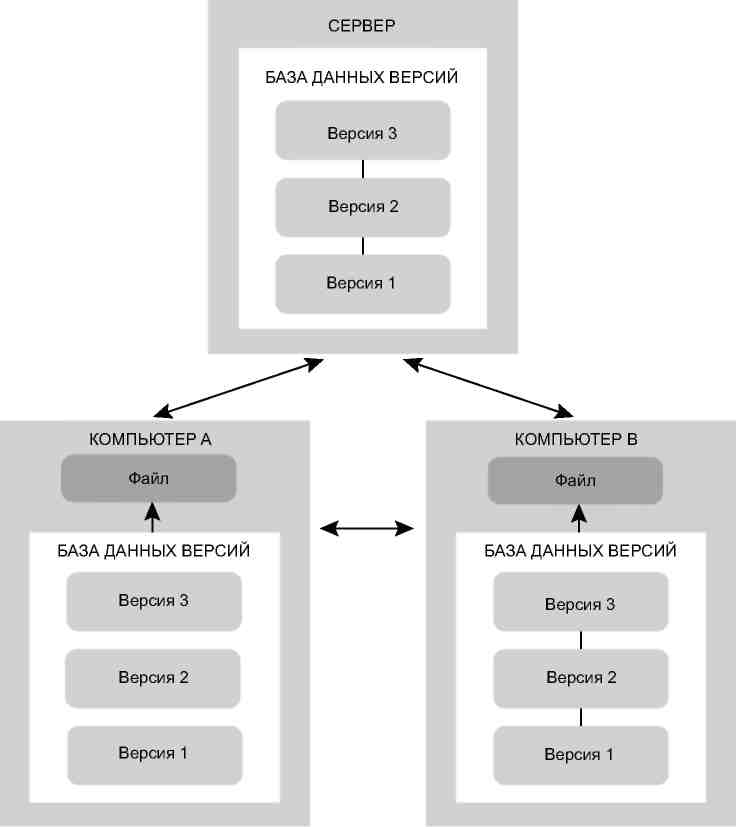 СЕРВЕР
БАЗА ДАННЫХ ВЕРСИЙ
Версия 3
Версия 2
Версия 1
КОМПЬЮТЕР A
Файл
БАЗА ДАННЫХ ВЕРСИЙ
Версия 3
Версия 2
Версия 1
КОМПЬЮТЕР B
Файл
БАЗА ДАННЫХ ВЕРСИЙ
Версия 3
Версия 2
Версия 1